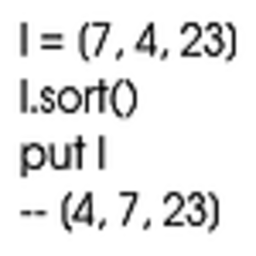 l = (7, 4, 23)
l.sort()
put l
-- (4, 7, 23)